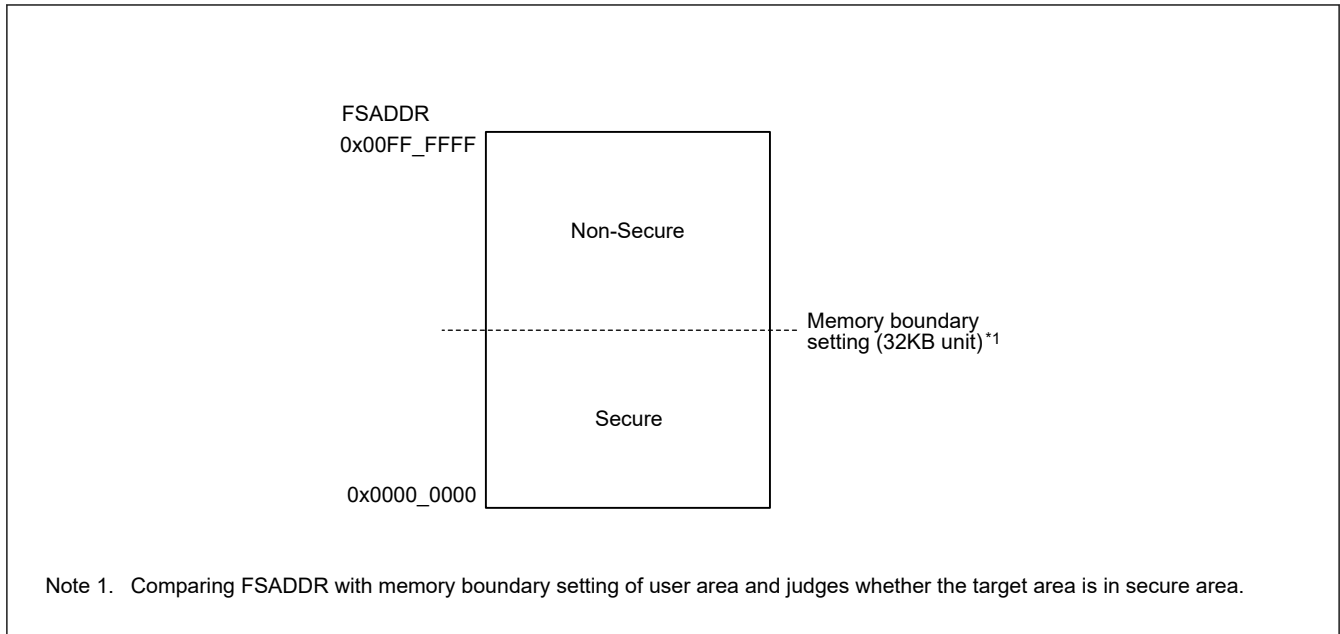 FSADDR
0x00FF_FFFF
Non-Secure
Memory boundary
setting (32KB unit)*1
Secure
0x0000_0000
Note 1. Comparing FSADDR with memory boundary setting of user area and judges whether the target area is in secure area.